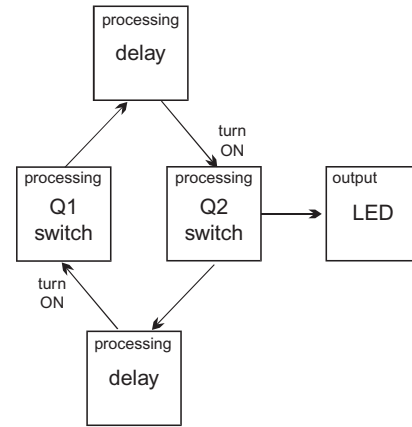 processing
delay
turn
ON
processing
Q1
switch
processing
Q2
switch
output
LED
turn
ON
processing
delay